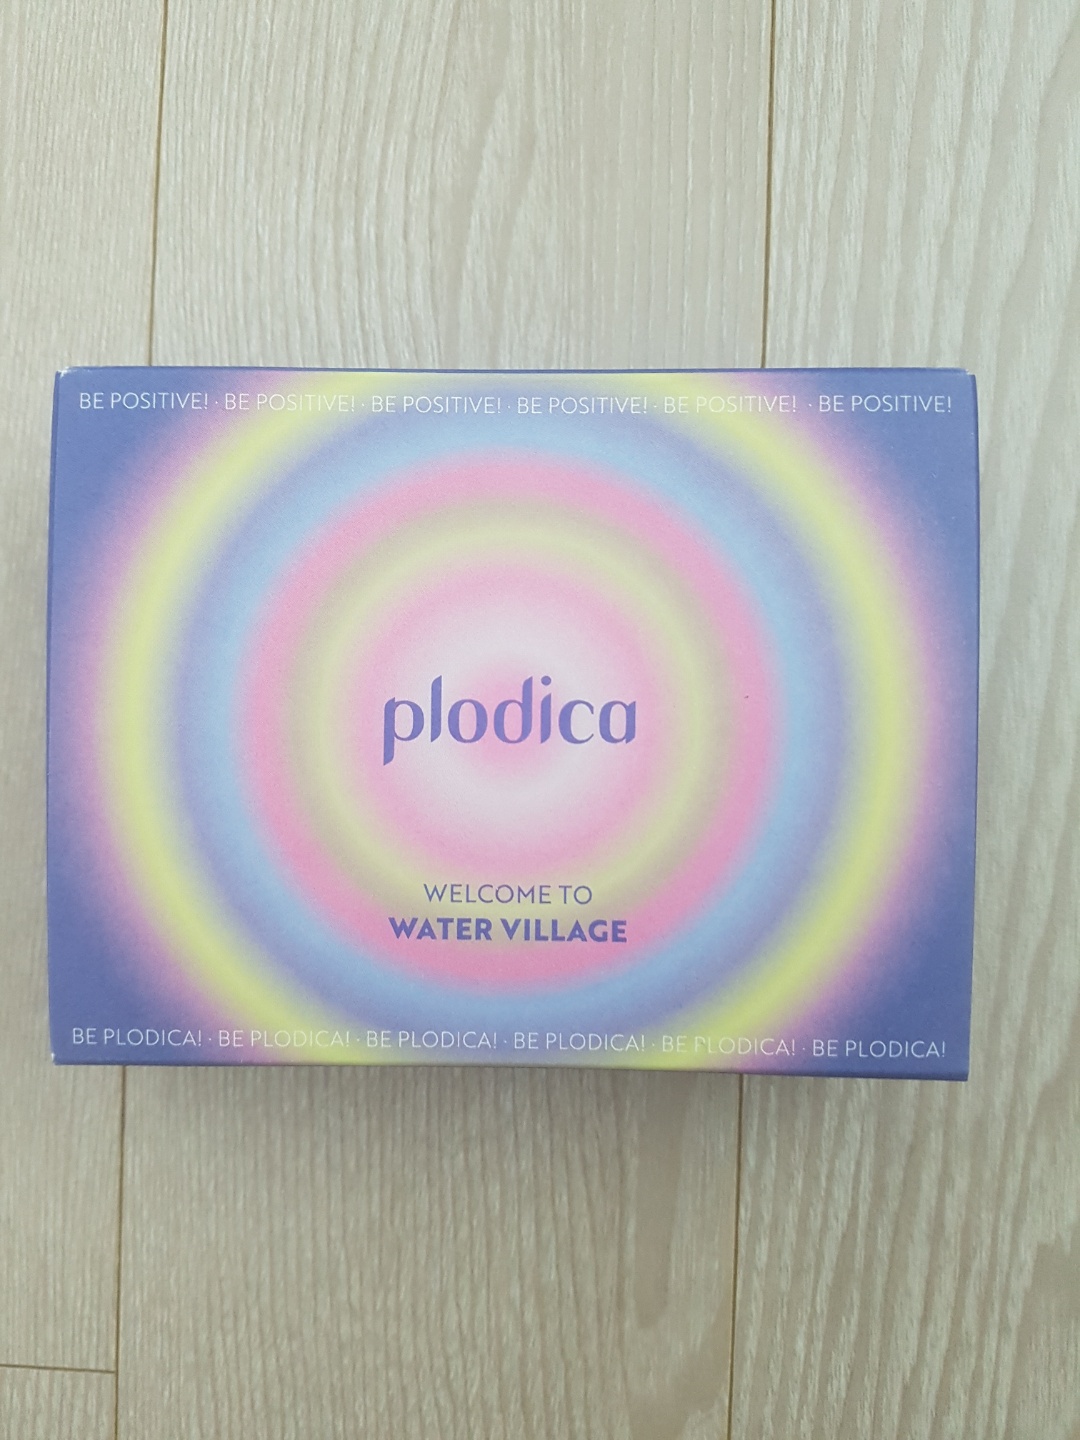 BE POSITIVE! · BE POSITIVE! · BE POSITIVE! · BE POSITIVE! · BE POSITIVE! · BE POSITIVE!
plodica
WELCOME TO
WATER VILLAGE
BE PLODICA! · BE PLODICA! · BE PLODICA! · BE PLODICA! · BE PLODICA! · BE PLODICA!